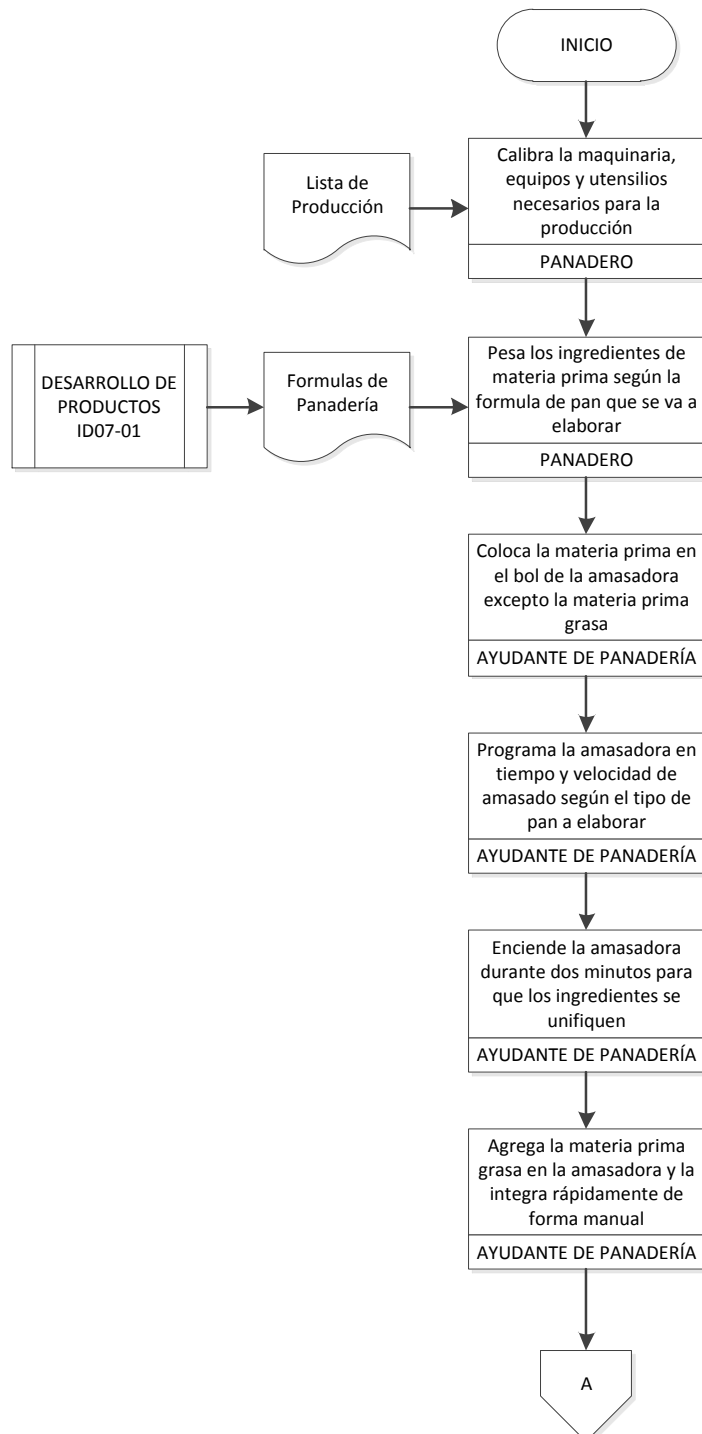 INICIO
Lista de
Producción
Calibra la maquinaria,
equipos y utensilios
necesarios para la
producción
PANADERO
DESARROLLO DE
PRODUCTOS
ID07-01
Formulas de
Panadería
Pesa los ingredientes de
materia prima según la
formula de pan que se va a
elaborar
PANADERO
Coloca la materia prima en
el bol de la amasadora
excepto la materia prima
grasa
AYUDANTE DE PANADERÍA
Programa la amasadora en
tiempo y velocidad de
amasado según el tipo de
pan a elaborar
AYUDANTE DE PANADERÍA
Enciende la amasadora
durante dos minutos para
que los ingredientes se
unifiquen
AYUDANTE DE PANADERÍA
Agrega la materia prima
grasa en la amasadora y la
integra rápidamente de
forma manual
AYUDANTE DE PANADERÍA
A